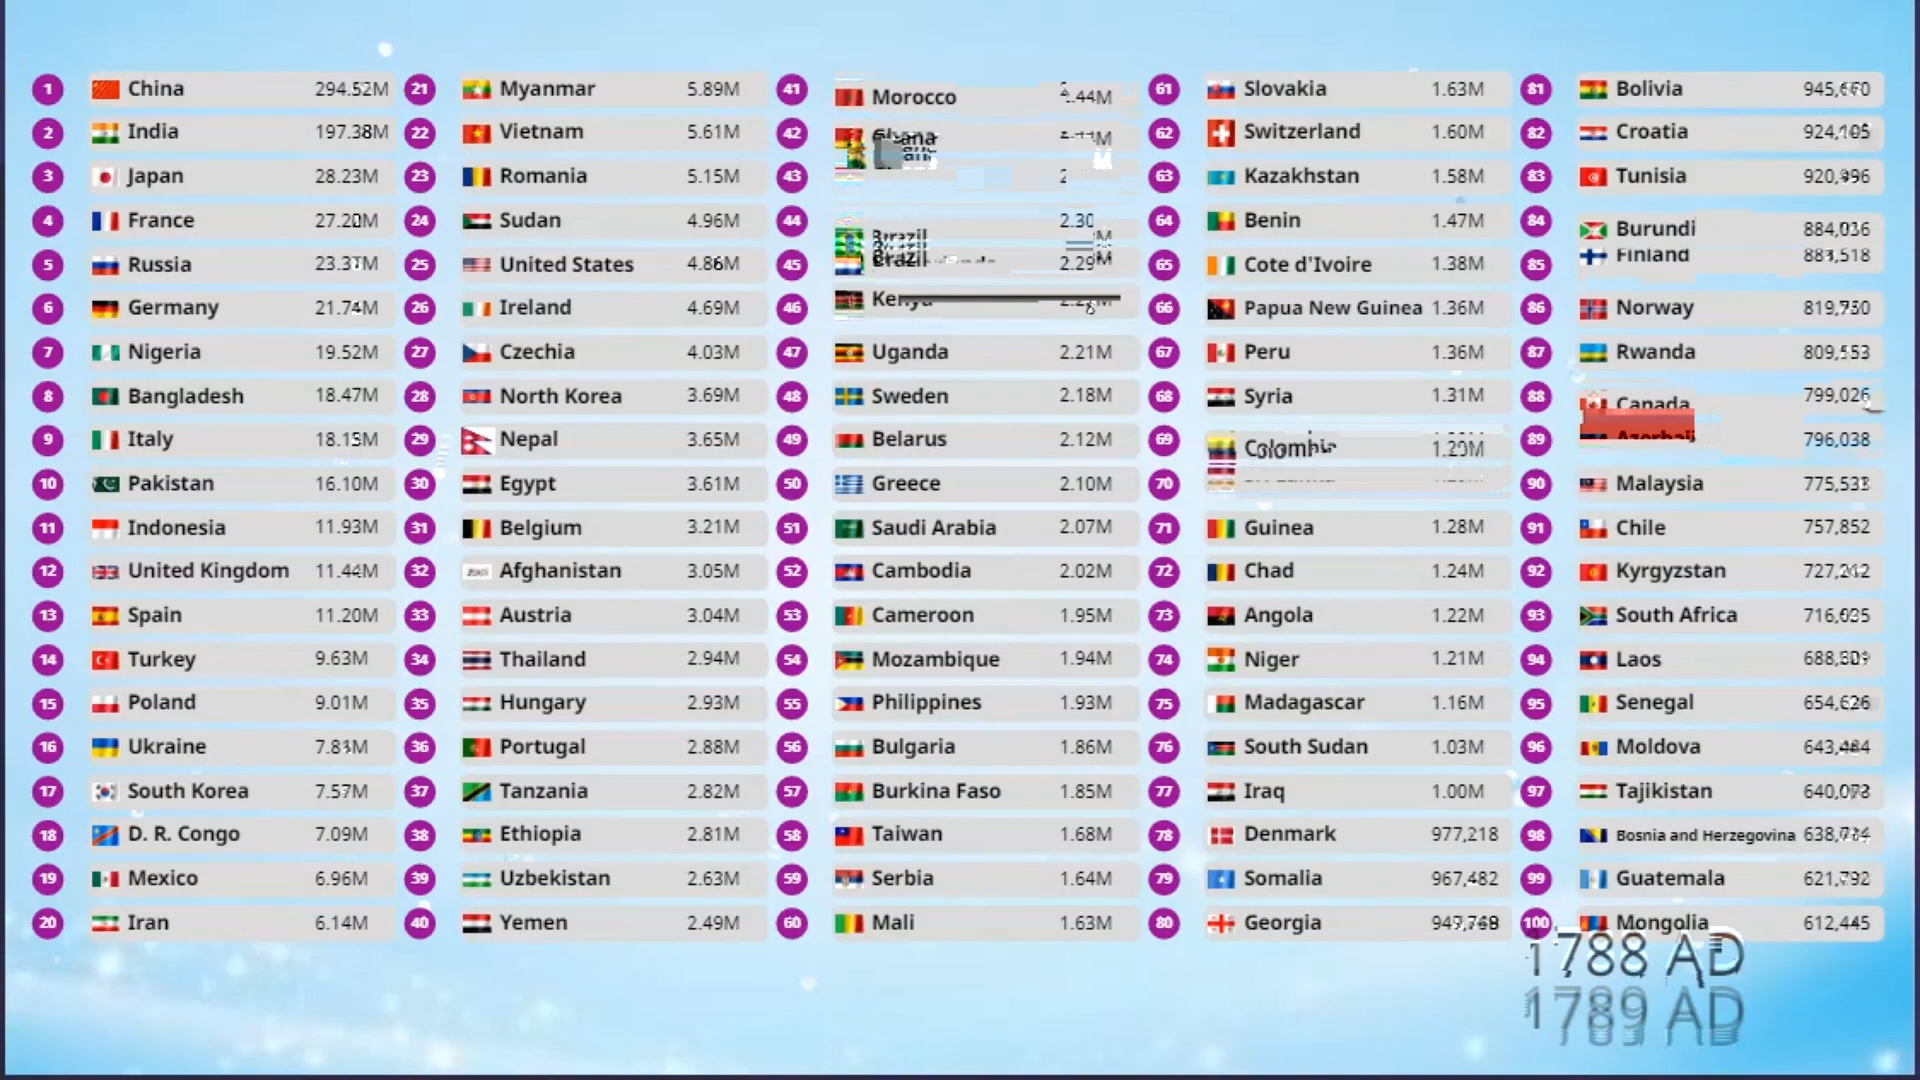 1 China 294.52M
2 India 197.38M
3 Japan 28.23M
4 France 27.20M
5 Russia
6 Germany 21.74M
7 Nigeria 19.52M
8 Bangladesh 18.47M
9 Italy
10 Pakistan 16.10M
11 Indonesia 11.93M
12 United Kingdom 11.44M
13 Spain 11.20M
14 Turkey 9.63M
15 Poland 9.01M
16 Ukraine
17 South Korea 7.57M
18 D. R. Congo 7.09M
19 Mexico 6.96M
20 Iran 6.14M
21 Myanmar 5.89M
22 Vietnam 5.61M
23 Romania 5.15M
24 Sudan 4.96M
25 United States 4.86M
26 Ireland 4.69M
27 Czechia 4.03M
28 North Korea 3.69M
29 Nepal 3.65M
30 Egypt 3.61M
31 Belgium 3.21M
32 Afghanistan 3.05M
33 Austria 3.04M
34 Thailand 2.94M
35 Hungary 2.93M
36 Portugal 2.88M
37 Tanzania 2.82M
38 Ethiopia 2.81M
39 Uzbekistan 2.63M
40 Yemen 2.49M
41 Morocco
42 Ghana
43
44 Brazil 2.30
45 2.29
46 Kenya
47 Uganda 2.21M
48 Sweden 2.18M
49 Belarus 2.12M
50 Greece 2.10M
51 Saudi Arabia 2.07M
52 Cambodia 2.02M
53 Cameroon 1.95M
54 Mozambique 1.94M
55 Philippines 1.93M
56 Bulgaria 1.86M
57 Burkina Faso 1.85M
58 Taiwan 1.68M
59 Serbia 1.64M
60 Mali 1.63M
61 Slovakia 1.63M
62 Switzerland 1.60M
63 Kazakhstan 1.58M
64 Benin 1.47M
65 Cote d'Ivoire 1.38M
66 Papua New Guinea 1.36M
67 Peru 1.36M
68 Syria 1.31M
69 Colombia
70
71 Guinea 1.28M
72 Chad 1.24M
73 Angola 1.22M
74 Niger 1.21M
75 Madagascar 1.16M
76 South Sudan 1.03M
77 Iraq 1.00M
78 Denmark 977,218
79 Somalia 967,482
80 Georgia
81 Bolivia
82 Croatia
83 Tunisia
84 Burundi
85 Finland
86 Norway
87 Rwanda
88 Canada 799,026
89 796,038
90 Malaysia
91 Chile 757,852
92 Kyrgyzstan
93 South Africa
94 Laos
95 Senegal
96 Moldova
97 Tajikistan
98 Bosnia and Herzegovina
99 Guatemala
100 Mongolia 612,445
1788 AD
1789 AD